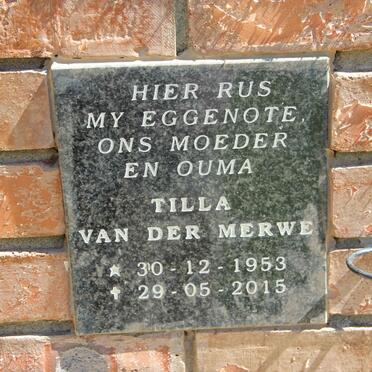 HIER RUS
MY EGGENOTE,
ONS MOEDER
EN OUMA
TILLA
VAN DER MERWE
★ 30-12-1953
✝ 29-05-2015